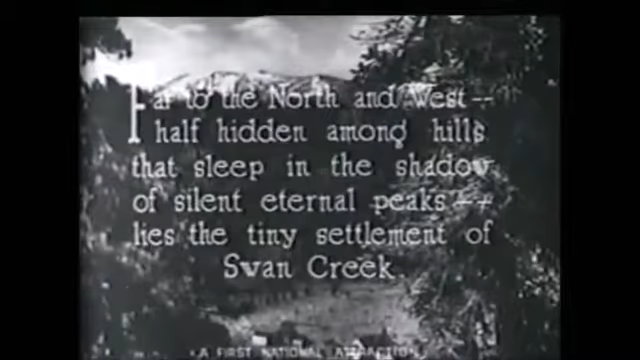 Far to the North and West--
half hidden among hills
that sleep in the shadow
of silent eternal peaks--
lies the tiny settlement of
Swan Creek.
A FIRST NATIONAL ATTRACTION